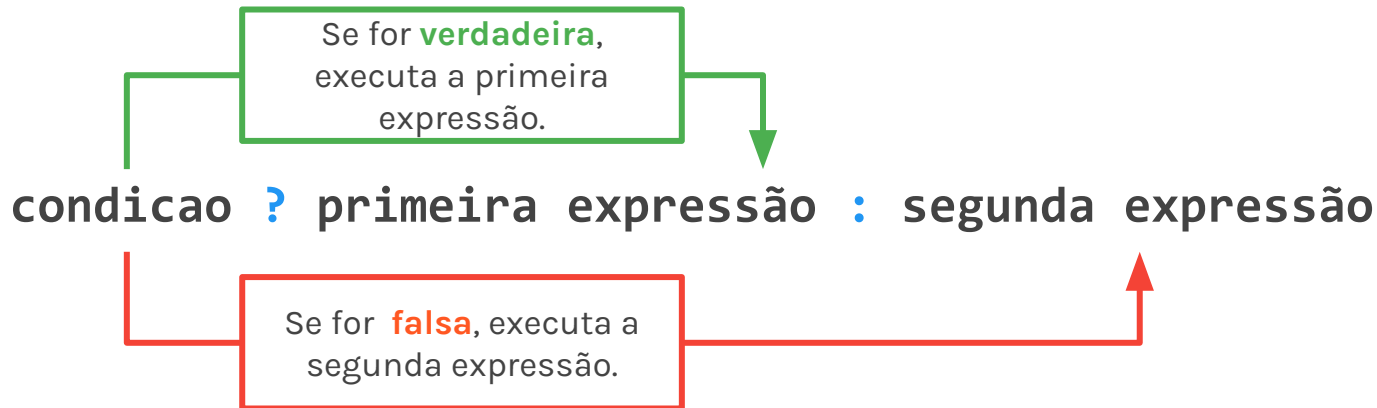 Se for verdadeira,
executa a primeira
expressão.
condicao ? primeira expressão : segunda expressão
Se for falsa, executa a
segunda expressão.